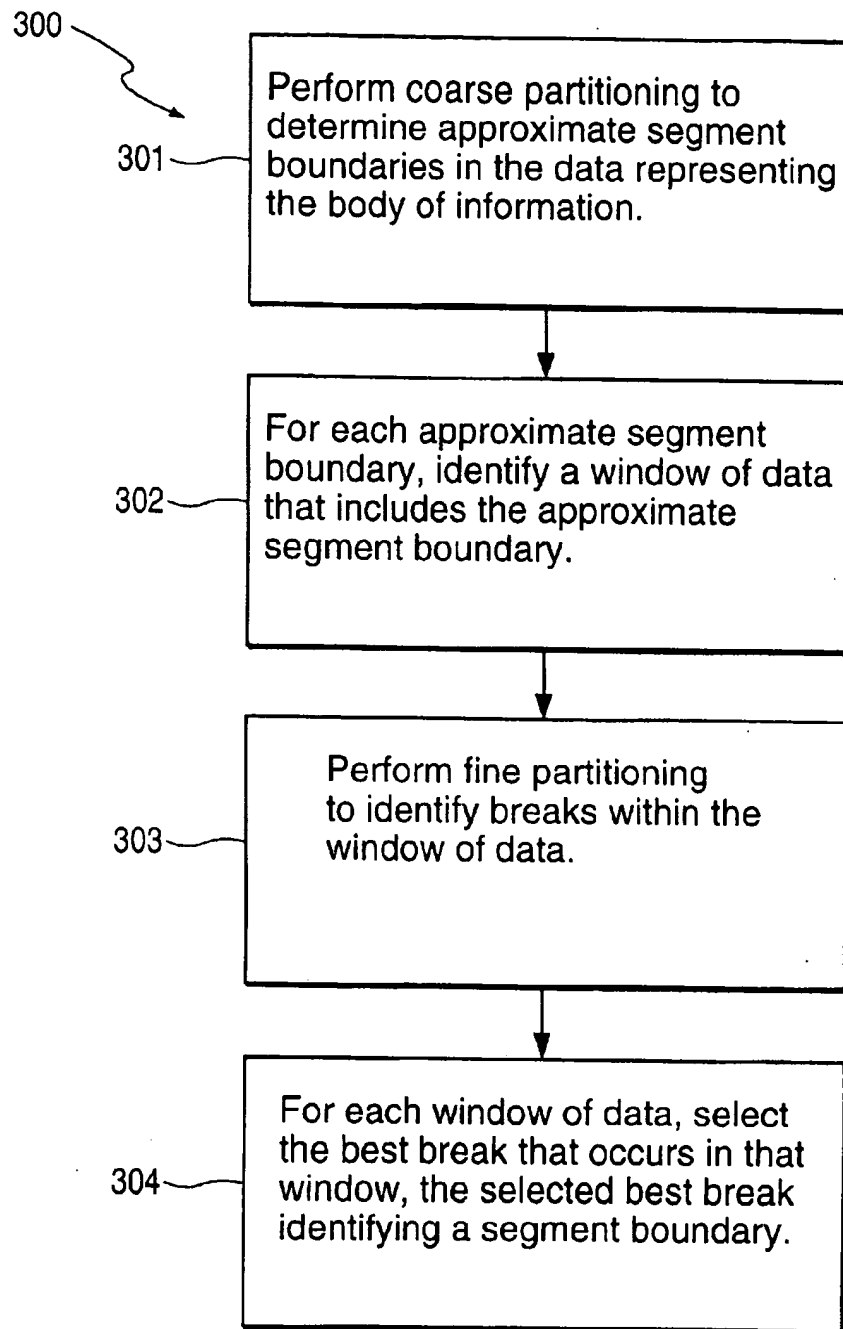 300
301
Perform coarse partitioning to
determine approximate segment
boundaries in the data representing
the body of information.
302
For each approximate segment
boundary, identify a window of data
that includes the approximate
segment boundary.
303
Perform fine partitioning
to identify breaks within the
window of data.
304
For each window of data, select
the best break that occurs in that
window, the selected best break
identifying a segment boundary.